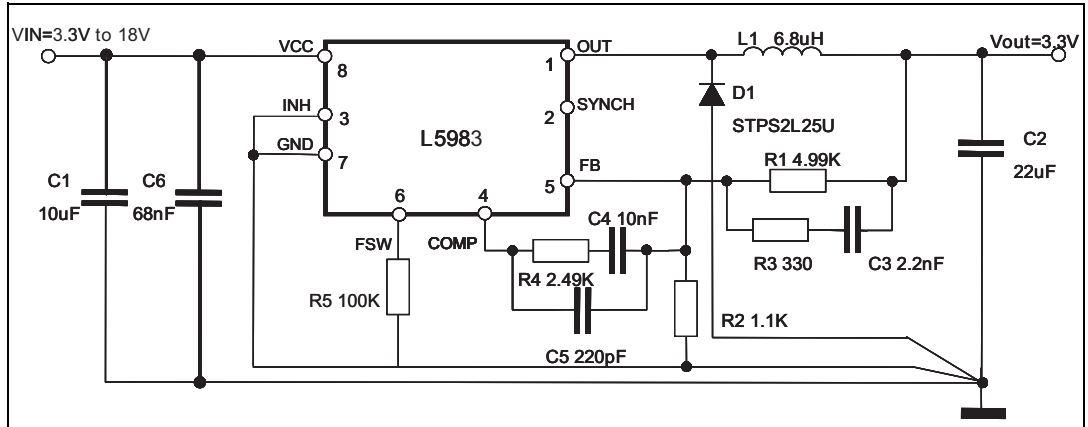 VIN=3.3V to 18V
VCC
8
INH
3
GND
7
L5983
OUT
1
SYNCH
2
FB
5
6
FSW
4
COMP
L1 6.8uH
Vout=3.3V
D1
STPS2L25U
C1
10uF
C6
68nF
C2
22uF
R1 4.99K
R3 330
C3 2.2nF
C4 10nF
R4 2.49K
R5 100K
C5 220pF
R2 1.1K